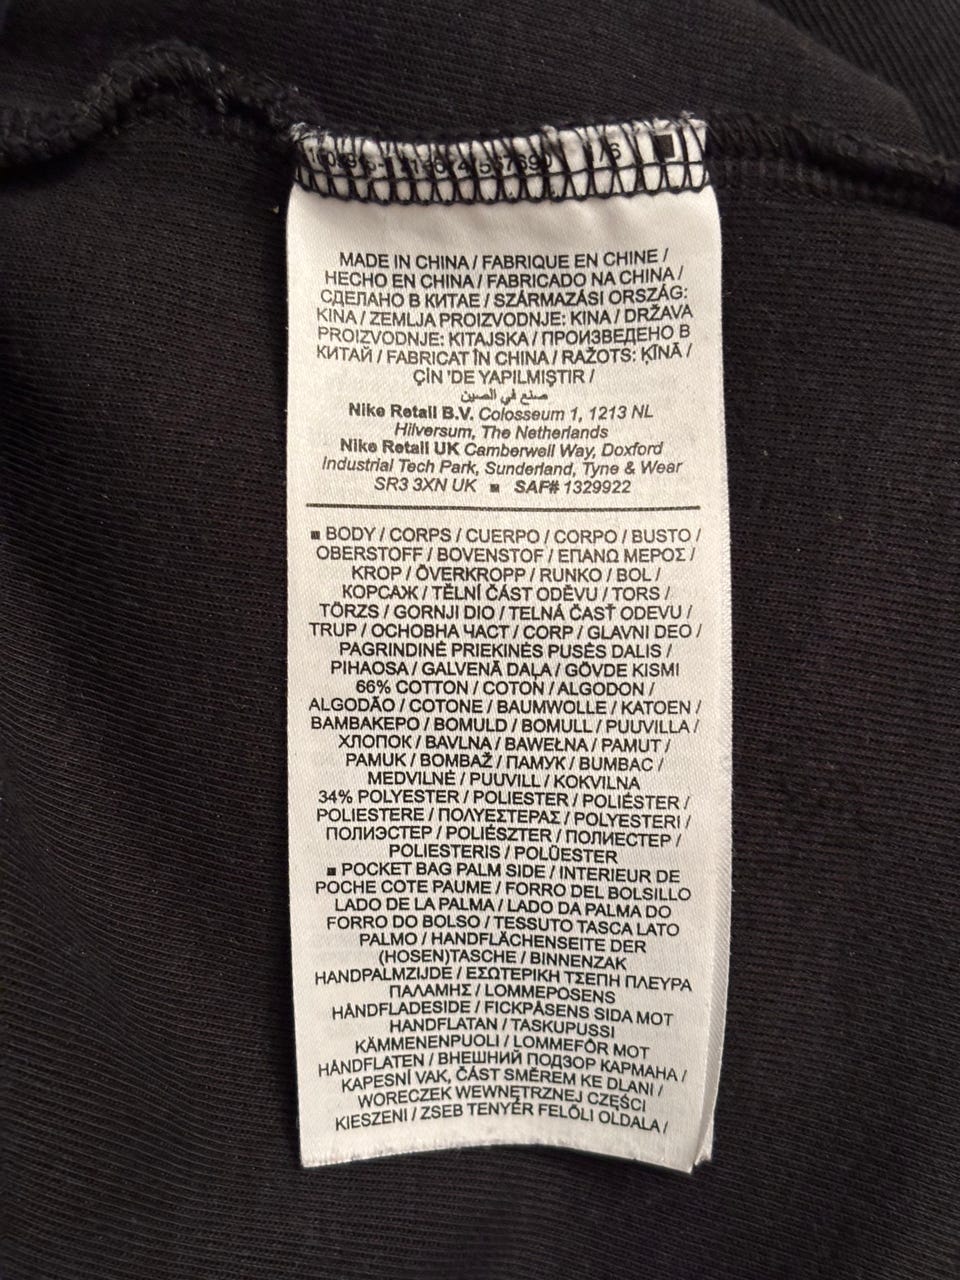 MADE IN CHINA / FABRIQUE EN CHINE /
HECHO EN CHINA / FABRICADO NA CHINA /
СДЕЛАНО В КИТАЕ / SZÁRMAZÁSI ORSZÁG:
KINA / ZEMLJA PROIZVODNJE: KINA / DRŽAVA
PROIZVODNJE: KITAJSKA / ПРОИЗВЕДЕНО В
КИТАЙ / FABRICAT ÎN CHINA / RAŽOTS: ĶĪNĀ /
ÇİN 'DE YAPILMIŞTIR /
صنع في الصين
Nike Retail B.V. Colosseum 1, 1213 NL
Hilversum, The Netherlands
Nike Retail UK Camberwell Way, Doxford
Industrial Tech Park, Sunderland, Tyne & Wear
SR3 3XN UK ■ SAF# 1329922
■ BODY / CORPS / CUERPO / CORPO / BUSTO /
OBERSTOFF / BOVENSTOF / ΕΠΑΝΩ ΜΕΡΟΣ /
KROP / ÖVERKROPP / RUNKO / BOL /
КОРСАЖ / TĚLNÍ ČÁST ODĚVU / TORS /
TÖRZS / GORNJI DIO / TELNÁ ČASŤ ODEVU /
TRUP / ОСНОВНА ЧАСТ / CORP / GLAVNI DEO /
PAGRINDINĖ PRIEKINĖS PUSĖS DALIS /
PIHAOSA / GALVENĀ DAĻA / GÖVDE KISMI
66% COTTON / COTON / ALGODON /
ALGODÃO / COTONE / BAUMWOLLE / KATOEN /
ΒΑΜΒΑΚΕΡΟ / BOMULD / BOMULL / PUUVILLA /
ХЛОПОК / BAVLNA / BAWEŁNA / PAMUT /
PAMUK / BOMBAŽ / ПАМУК / BUMBAC /
MEDVILNĖ / PUUVILL / KOKVILNA
34% POLYESTER / POLIESTER / POLIÉSTER /
POLIESTERE / ΠΟΛΥΕΣΤΕΡΑΣ / POLYESTERI /
ПОЛИЭСТЕР / POLIÉSZTER / ПОЛИЕСТЕР /
POLIESTERIS / POLÜESTER
■ POCKET BAG PALM SIDE / INTERIEUR DE
POCHE COTE PAUME / FORRO DEL BOLSILLO
LADO DE LA PALMA / LADO DA PALMA DO
FORRO DO BOLSO / TESSUTO TASCA LATO
PALMO / HANDFLÄCHENSEITE DER
(HOSEN)TASCHE / BINNENZAK
HANDPALMZIJDE / ΕΣΩΤΕΡΙΚΗ ΤΣΕΠΗ ΠΛΕΥΡΑ
ΠΑΛΑΜΗΣ / LOMMEPOSENS
HÅNDFLADESIDE / FICKPÅSENS SIDA MOT
HANDFLATAN / TASKUPUSSI
KÄMMENENPUOLI / LOMMEFÔR MOT
HÅNDFLATEN / ВНЕШНИЙ ПОДЗОР КАРМАНА /
KAPESNÍ VAK, ČÁST SMĚREM KE DLANI /
WORECZEK WEWNĘTRZNEJ CZĘŚCI
KIESZENI / ZSEB TENYÉR FELŐLI OLDALA /